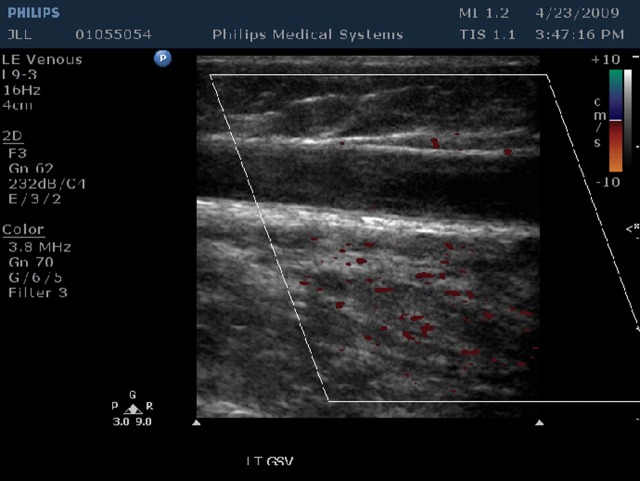 PHILIPS MI 1.2 4/23/2009
JLL 01055054 Philips Medical Systems TIS 1.1 3:47:16 PM
LE Venous P +10
L9-3
16Hz
4cm
cm/s
2D
F3
Gn 62 -10
232dB/C4
E/3/2
Color
3.8 MHz
Gn 70
G/6/5
Filter 3
G
P R
3.0 9.0
LT GSV